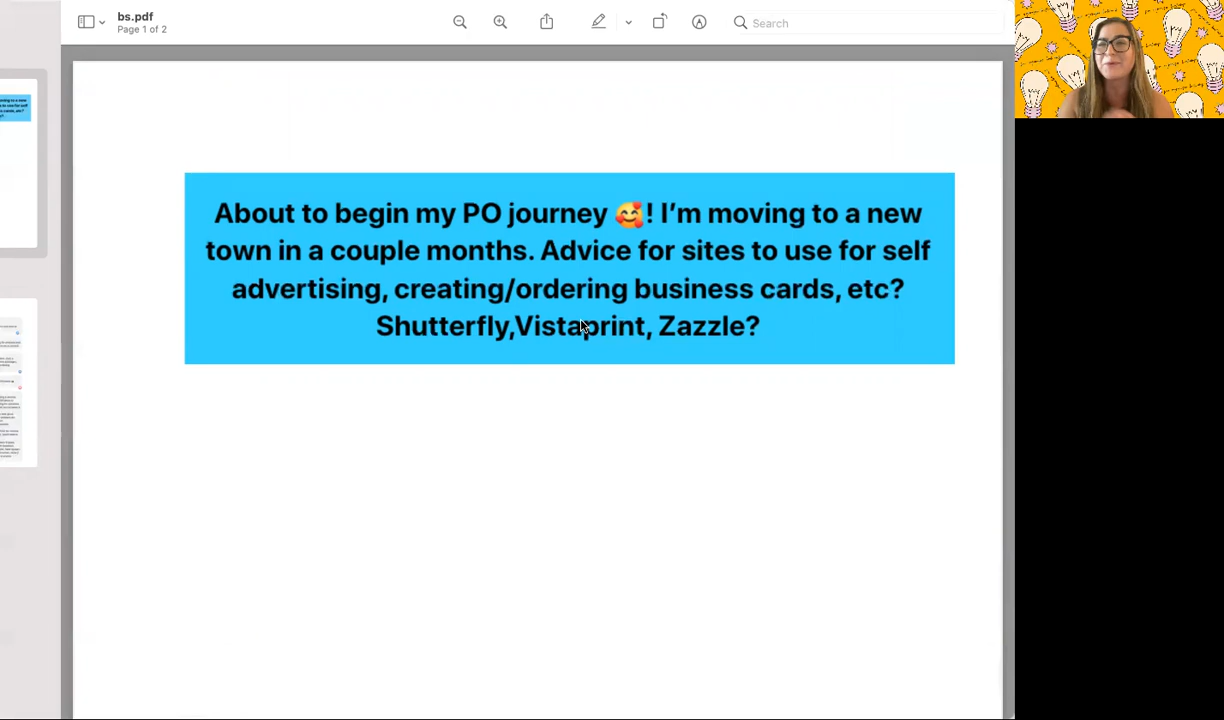 bs.pdf
Page 1 of 2
Search
About to begin my PO journey 🥰! I'm moving to a new
town in a couple months. Advice for sites to use for self
advertising, creating/ordering business cards, etc?
Shutterfly,Vistaprint, Zazzle?